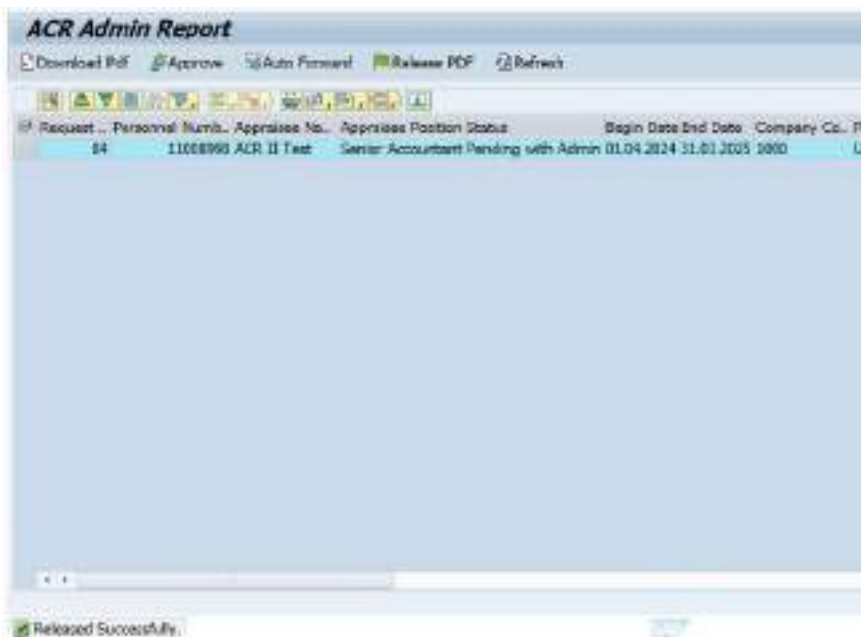 ACR Admin Report
Download Pdf Approve Auto Forward Release PDF Refresh
Request .. Personnel Numb.. Appraisee Na.. Appraisee Position Status Begin Date End Date Company Co..
84 ACR II Test Senior Accountant Pending with Admin 01.04.2024 31.03.2025 1000
Released Successfully.